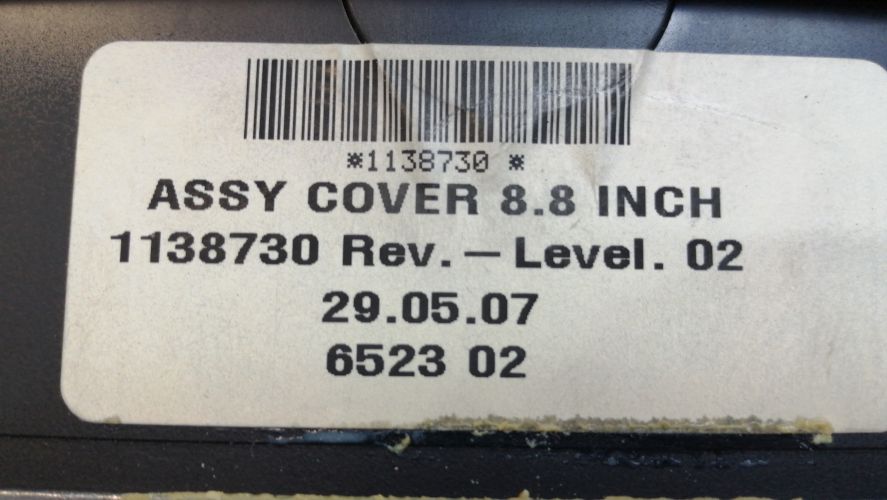 *1138730 *
ASSY COVER 8.8 INCH
1138730 Rev. — Level. 02
29.05.07
6523 02